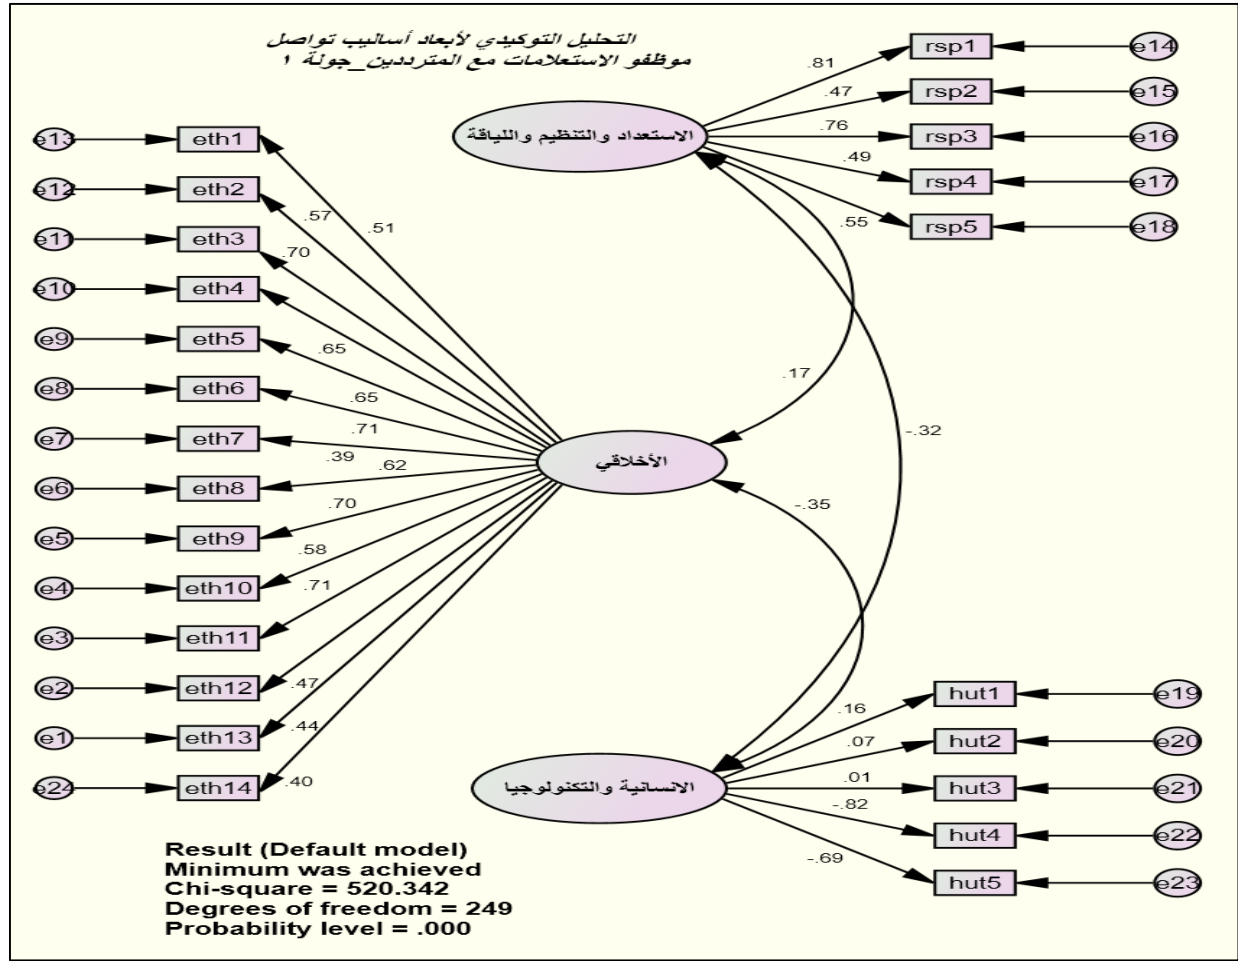 التحليل التوكيدي لأبعاد أساليب تواصل
موظفو الاستعلامات مع المترددين_جولة ١
الاستعداد والتنظيم واللياقة
rsp1
e14
.81
rsp2
e15
.47
rsp3
e16
.76
rsp4
e17
.49
rsp5
e18
.55
e13
eth1
.51
e12
eth2
.57
e11
eth3
.70
e10
eth4
.65
e9
eth5
.65
e8
eth6
.71
e7
eth7
.39
.62
e6
eth8
.70
e5
eth9
.58
e4
eth10
.71
e3
eth11
e2
eth12
.47
e1
eth13
.44
e24
eth14
.40
الأخلاقي
.17
-.32
-.35
الانسانية والتكنولوجيا
hut1
e19
.16
hut2
e20
.07
hut3
e21
.01
hut4
e22
-.82
hut5
e23
-.69
Result (Default model)
Minimum was achieved
Chi-square = 520.342
Degrees of freedom = 249
Probability level = .000